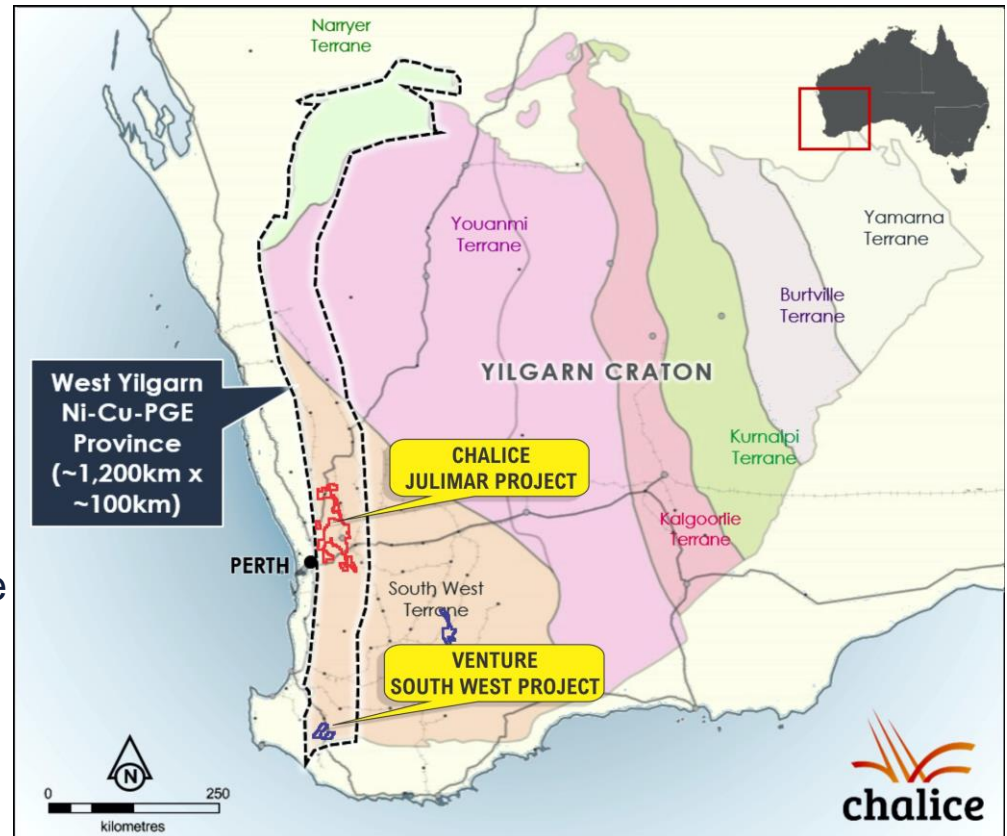 Narryer
Terrane
Youanmi
Terrane
Yamarna
Terrane
Burtville
Terrane
West Yilgarn
Ni-Cu-PGE
Province
(~1,200km x
~100km)
YILGARN CRATON
Kurnalpi
Terrane
CHALICE
JULIMAR PROJECT
Kalgoorlie
Terrane
PERTH
e
South West
Terrane
VENTURE
SOUTH WEST PROJECT
N
0 250
kilometres
chalice